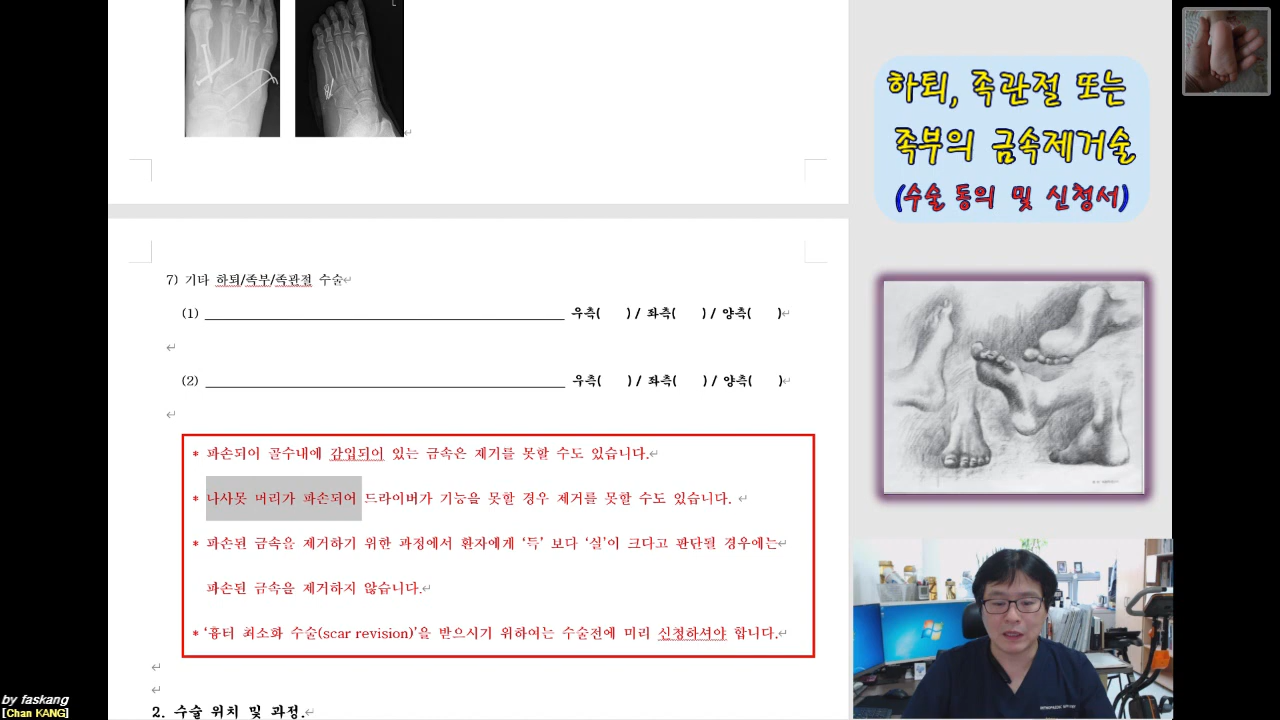 하퇴, 족관절 또는
족부의 금속제거술
(수술 동의 및 신청서)
7) 기타 하퇴/족부/족관절 수술
(1) ______ 우측( ) / 좌측( ) / 양측( )
(2) ______ 우측( ) / 좌측( ) / 양측( )
* 파손되어 골수내에 감입되이 있는 금속은 제거를 못할 수도 있습니다.
* 나사못 머리가 파손되어 드라이버가 기능을 못할 경우 제거를 못할 수도 있습니다.
* 파손된 금속을 제거하기 위한 과정에서 환자에게 ‘득’ 보다 ‘실’이 크다고 판단될 경우에는
파손된 금속을 제거하지 않습니다.
* ‘흉터 최소화 수술(scar revision)’을 받으시기 위하여는 수술전에 미리 신청하셔야 합니다.
2. 수술 위치 및 과정.
by faskang
[Chan KANG]